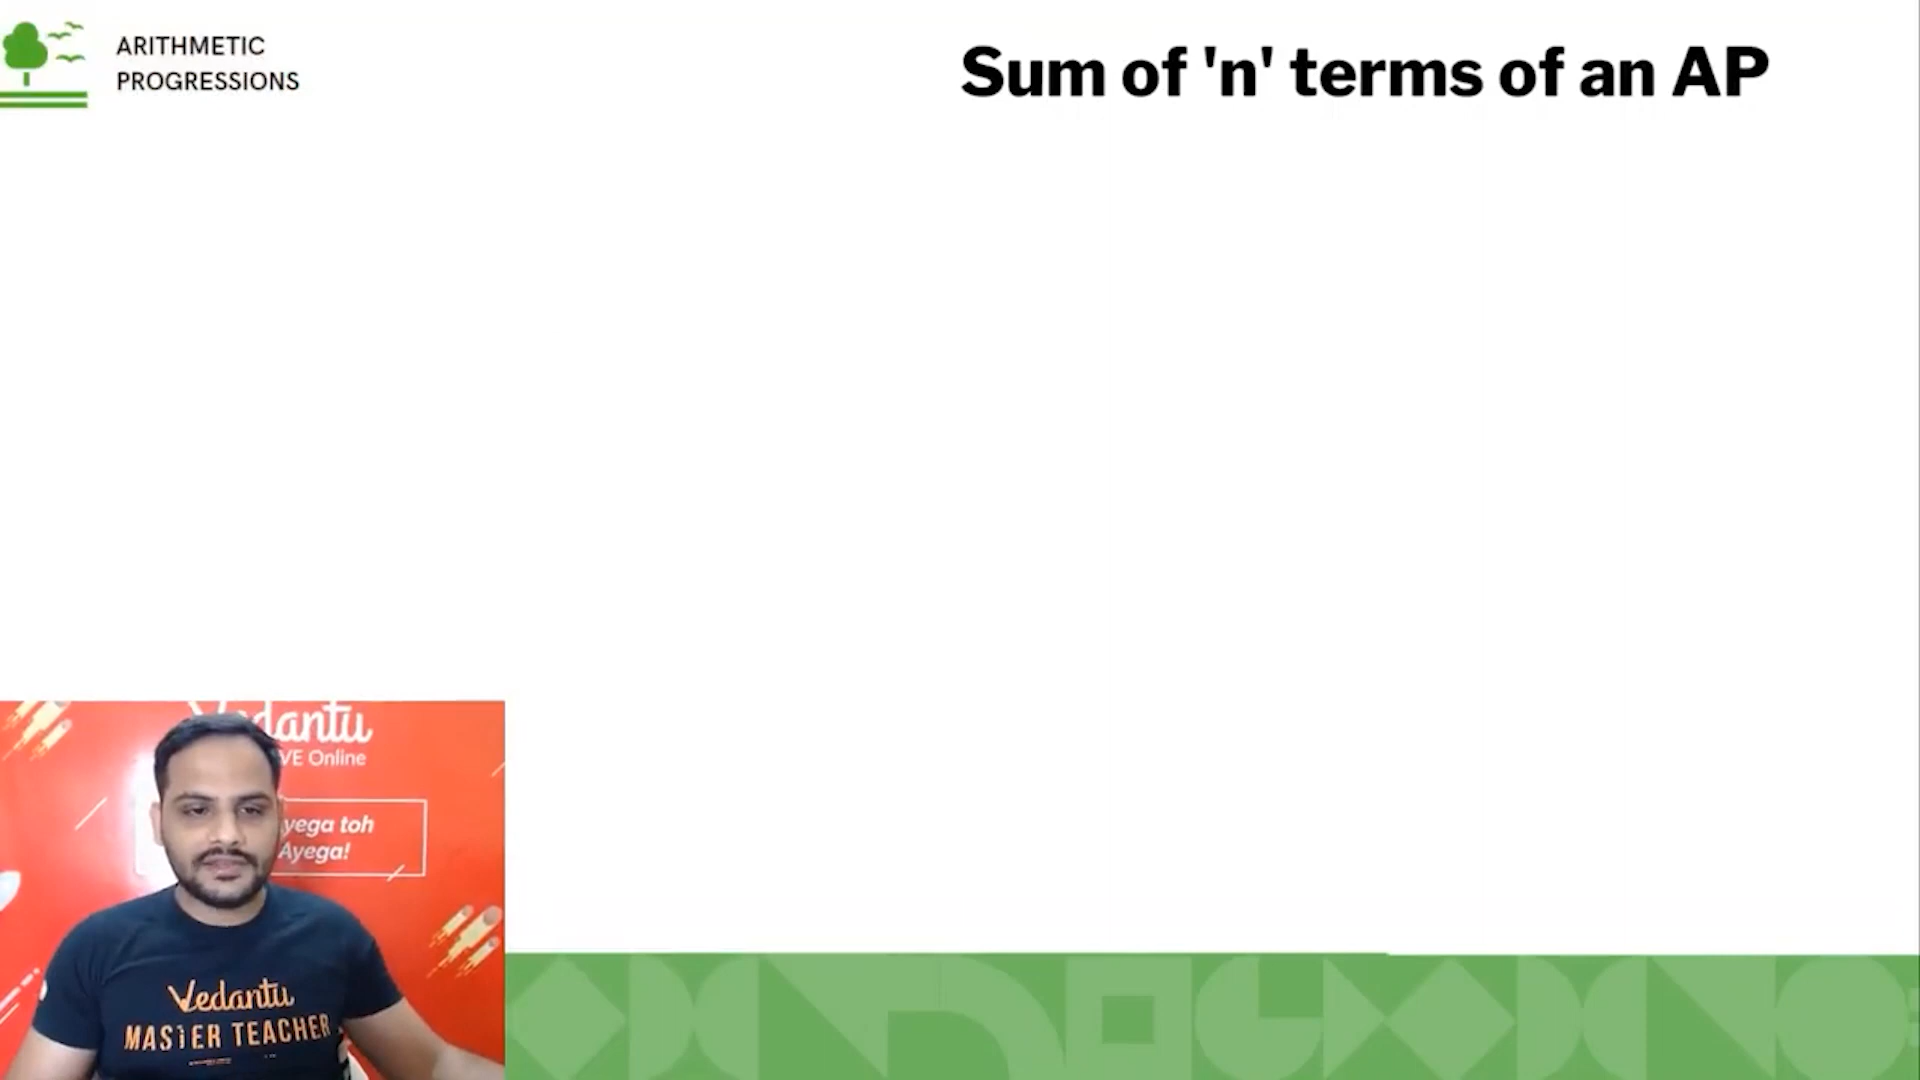 ARITHMETIC
PROGRESSIONS
Sum of 'n' terms of an AP
Vedantu
VE Online
yega toh
Ayega!
Vedantu
MASTER TEACHER